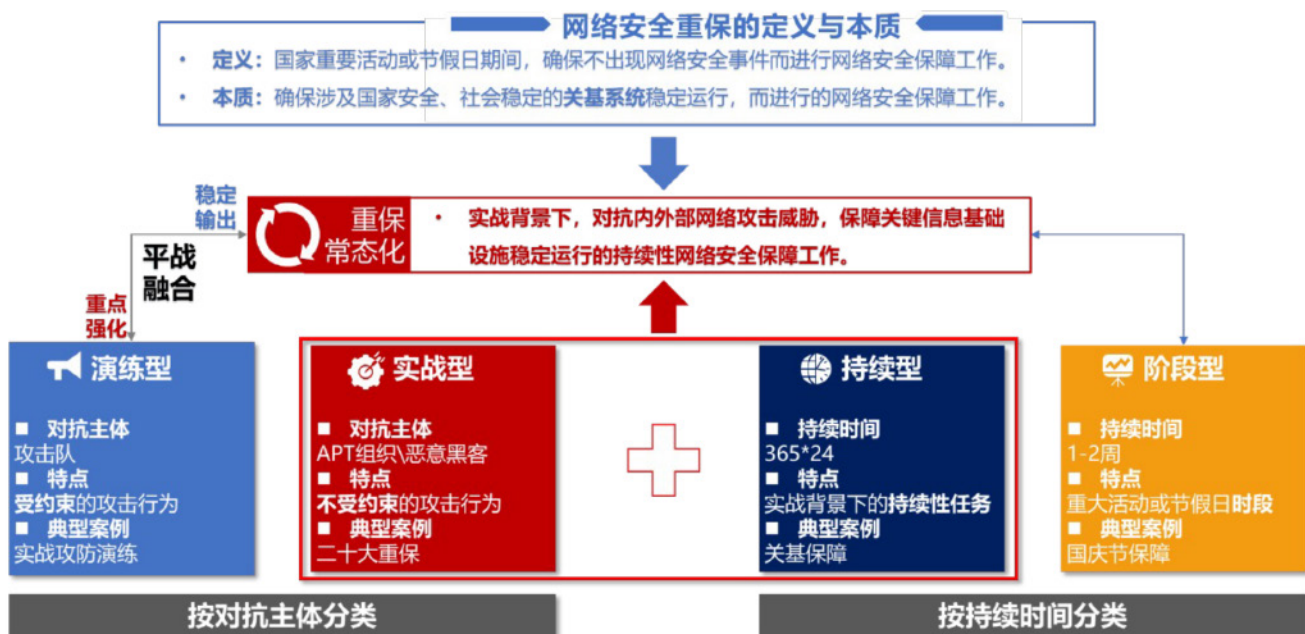 网络安全重保的定义与本质
• 定义：国家重要活动或节假日期间，确保不出现网络安全事件而进行网络安全保障工作。
• 本质：确保涉及国家安全、社会稳定的关基系统稳定运行，而进行的网络安全保障工作。
稳定
输出
重保
常态化
• 实战背景下，对抗内外部网络攻击威胁，保障关键信息基础
设施稳定运行的持续性网络安全保障工作。
平战
融合
重点
强化
演练型
■ 对抗主体
攻击队
■ 特点
受约束的攻击行为
■ 典型案例
实战攻防演练
实战型
■ 对抗主体
APT组织\恶意黑客
■ 特点
不受约束的攻击行为
■ 典型案例
二十大重保
持续型
■ 持续时间
365*24
■ 特点
实战背景下的持续性任务
■ 典型案例
关基保障
阶段型
■ 持续时间
1-2周
■ 特点
重大活动或节假日时段
■ 典型案例
国庆节保障
按对抗主体分类
按持续时间分类